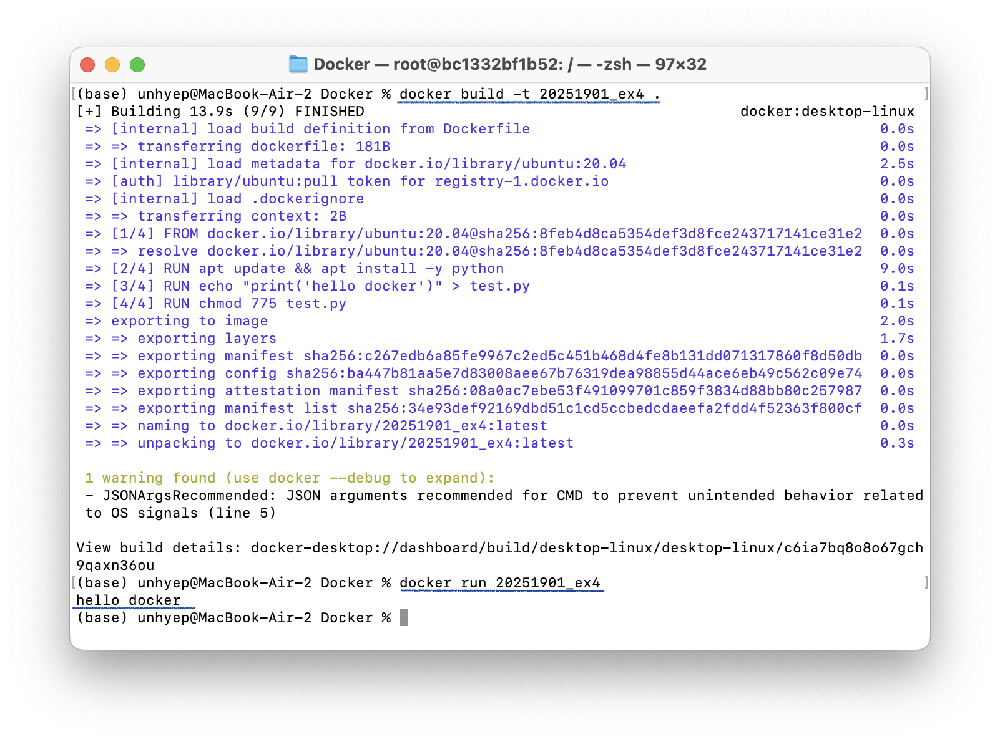 Docker — root@bc1332bf1b52: / — -zsh — 97×32
(base) unhyep@MacBook-Air-2 Docker % docker build -t 20251901_ex4 .
[+] Building 13.9s (9/9) FINISHED docker:desktop-linux
=> [internal] load build definition from Dockerfile 0.0s
=> => transferring dockerfile: 181B 0.0s
=> [internal] load metadata for docker.io/library/ubuntu:20.04 2.5s
=> [auth] library/ubuntu:pull token for registry-1.docker.io 0.0s
=> [internal] load .dockerignore 0.0s
=> => transferring context: 2B 0.0s
=> [1/4] FROM docker.io/library/ubuntu:20.04@sha256:8feb4d8ca5354def3d8fce243717141ce31e2 0.0s
=> => resolve docker.io/library/ubuntu:20.04@sha256:8feb4d8ca5354def3d8fce243717141ce31e2 0.0s
=> [2/4] RUN apt update && apt install -y python 9.0s
=> [3/4] RUN echo "print('hello docker')" > test.py 0.1s
=> [4/4] RUN chmod 775 test.py 0.1s
=> exporting to image 2.0s
=> => exporting layers 1.7s
=> => exporting manifest sha256:c267edb6a85fe9967c2ed5c451b468d4fe8b131dd071317860f8d50db 0.0s
=> => exporting config sha256:ba447b81aa5e7d83008aee67b76319dea98855d44ace6eb49c562c09e74 0.0s
=> => exporting attestation manifest sha256:08a0ac7ebe53f491099701c859f3834d88bb80c257987 0.0s
=> => exporting manifest list sha256:34e93def92169dbd51c1cd5ccbedcdaeefa2fdd4f52363f800cf 0.0s
=> => naming to docker.io/library/20251901_ex4:latest 0.0s
=> => unpacking to docker.io/library/20251901_ex4:latest 0.3s
1 warning found (use docker --debug to expand):
- JSONArgsRecommended: JSON arguments recommended for CMD to prevent unintended behavior related
to OS signals (line 5)
View build details: docker-desktop://dashboard/build/desktop-linux/desktop-linux/c6ia7bq8o8o67gch
9qaxn36ou
(base) unhyep@MacBook-Air-2 Docker % docker run 20251901_ex4
hello docker
(base) unhyep@MacBook-Air-2 Docker %